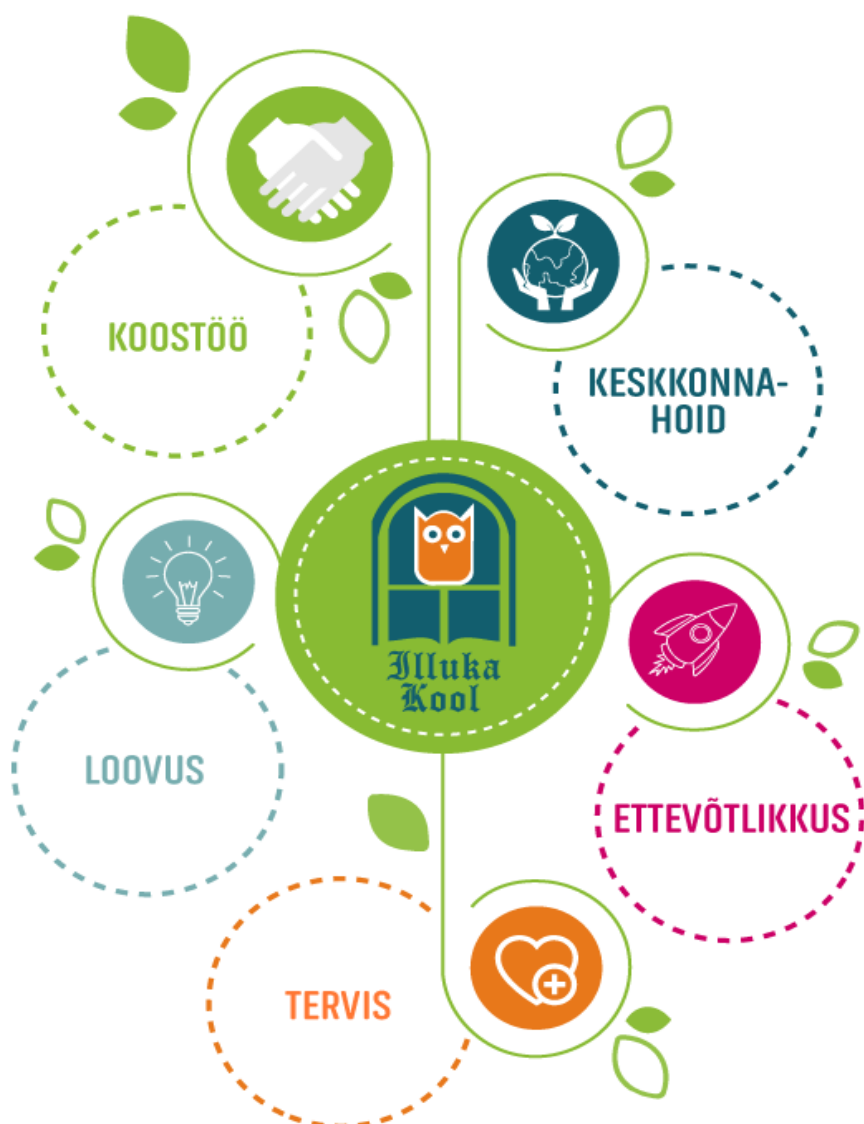 KOOSTÖÖ
KESKKONNA-
HOID
Illuka
Kool
LOOVUS
ETTEVÕTLIKKUS
TERVIS